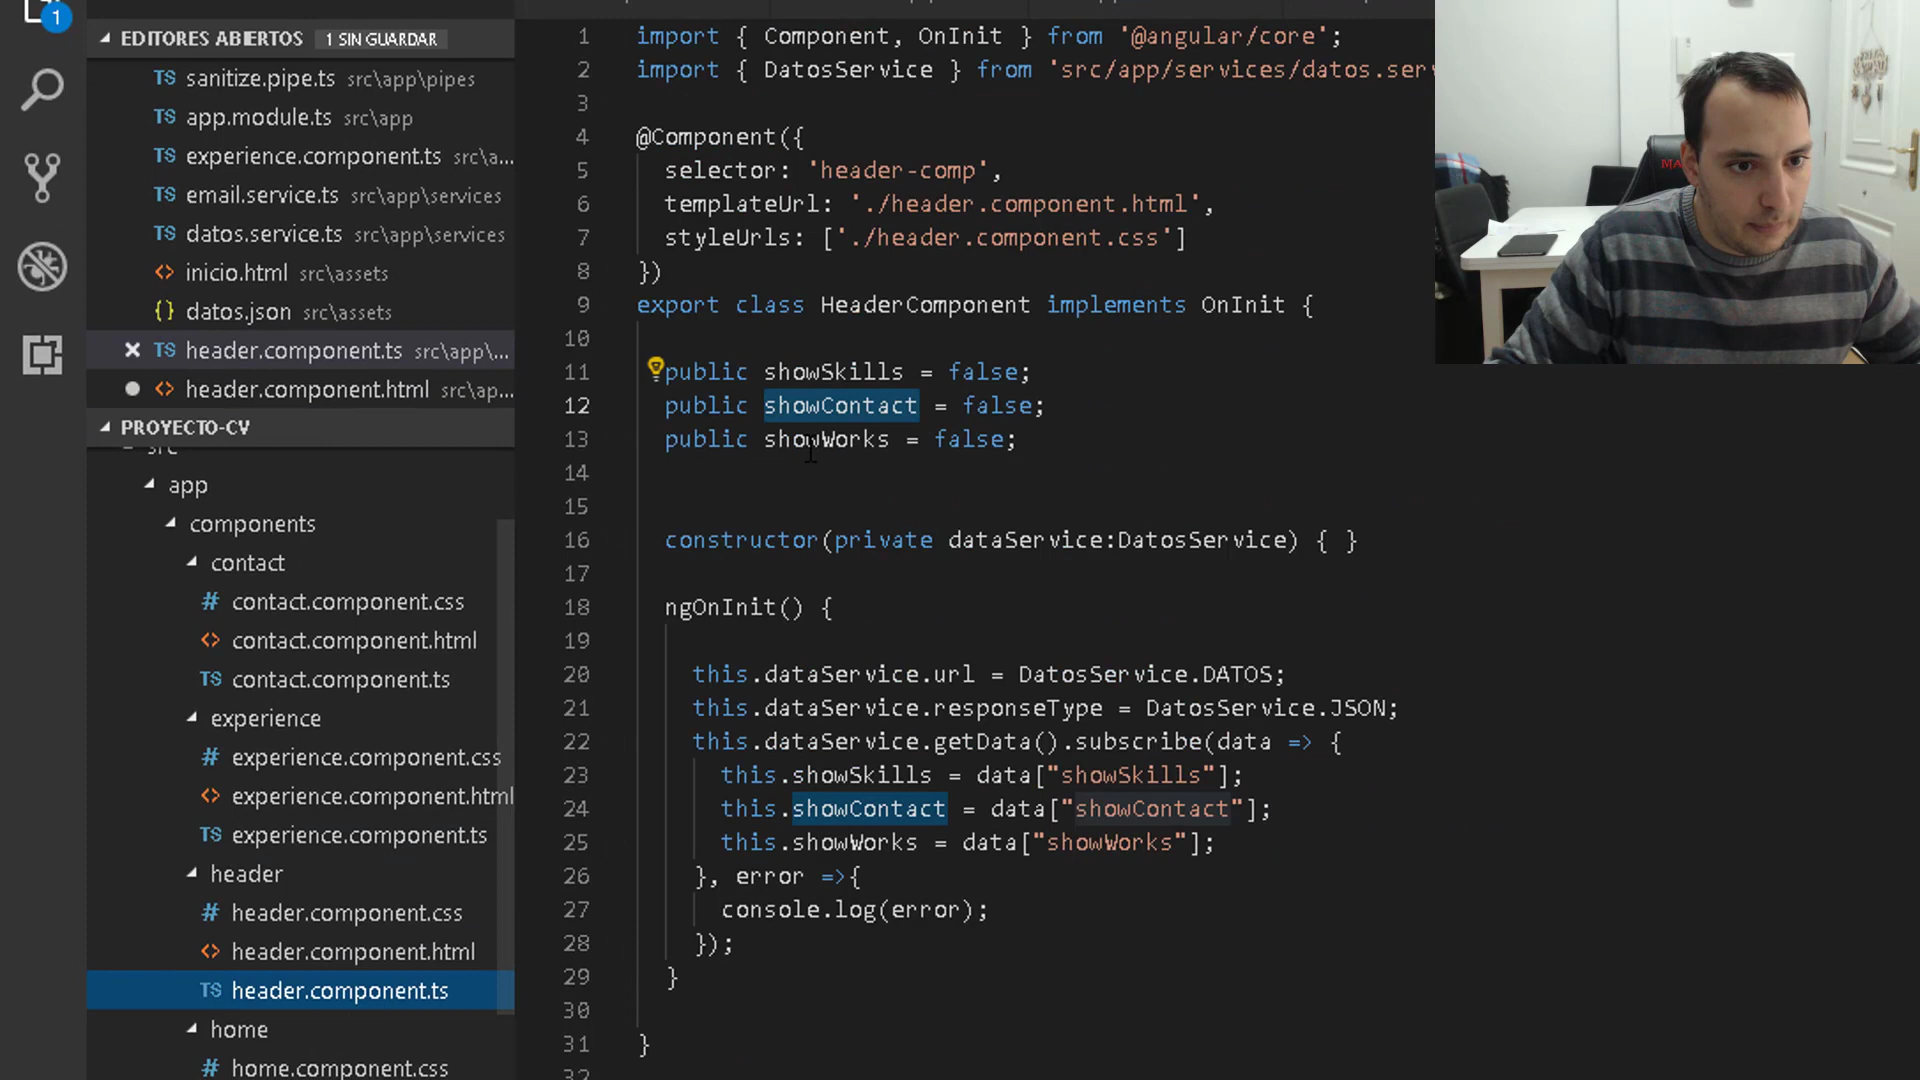 1
EDITORES ABIERTOS 1 SIN GUARDAR
TS sanitize.pipe.ts src\app\pipes
TS app.module.ts src\app
TS experience.component.ts src\a...
TS email.service.ts src\app\services
TS datos.service.ts src\app\services
<> inicio.html src\assets
{} datos.json src\assets
TS header.component.ts src\app\...
<> header.component.html src\ap...
PROYECTO-CV
src
app
components
contact
# contact.component.css
<> contact.component.html
TS contact.component.ts
experience
# experience.component.css
<> experience.component.html
TS experience.component.ts
header
# header.component.css
<> header.component.html
TS header.component.ts
home
# home.component.css
1 import { Component, OnInit } from '@angular/core';
2 import { DatosService } from 'src/app/services/datos.serv
3
4 @Component({
5 selector: 'header-comp',
6 templateUrl: './header.component.html',
7 styleUrls: ['./header.component.css']
8 })
9 export class HeaderComponent implements OnInit {
10
11 public showSkills = false;
12 public showContact = false;
13 public showWorks = false;
14
15
16 constructor(private dataService:DatosService) { }
17
18 ngOnInit() {
19
20 this.dataService.url = DatosService.DATOS;
21 this.dataService.responseType = DatosService.JSON;
22 this.dataService.getData().subscribe(data => {
23 this.showSkills = data["showSkills"];
24 this.showContact = data["showContact"];
25 this.showWorks = data["showWorks"];
26 }, error =>{
27 console.log(error);
28 });
29 }
30
31 }
32
MA